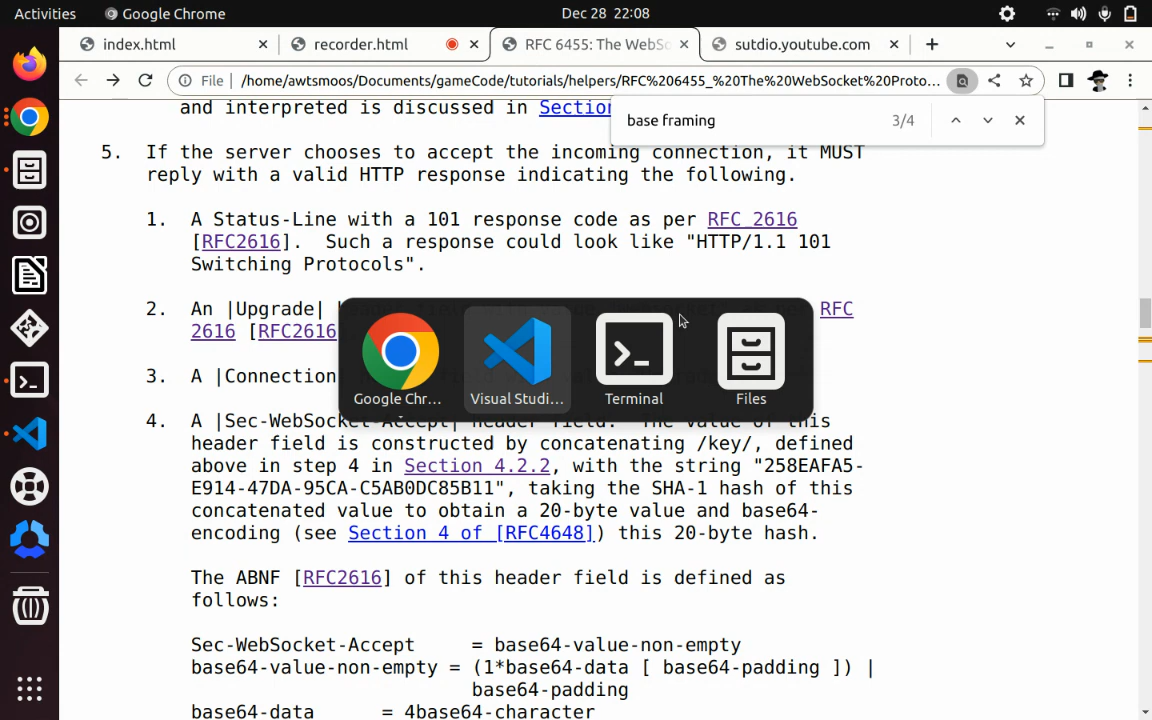 Activities
Google Chrome
Dec 28 22:08
index.html
recorder.html
RFC 6455: The WebSc
sutdio.youtube.com
File
/home/awtsmoos/Documents/gameCode/tutorials/helpers/RFC%206455_%20The%20WebSocket%20Proto...
base framing
3/4
and interpreted is discussed in Section
5. If the server chooses to accept the incoming connection, it MUST
reply with a valid HTTP response indicating the following.
1. A Status-Line with a 101 response code as per RFC 2616
[RFC2616]. Such a response could look like "HTTP/1.1 101
Switching Protocols".
2. An |Upgrade| RFC
2616 [RFC2616
3. A |Connection
Google Chr...
Visual Studi...
Terminal
Files
4. A |Sec-WebSocket-Accept| header field. The value of this
header field is constructed by concatenating /key/, defined
above in step 4 in Section 4.2.2, with the string "258EAFA5-
E914-47DA-95CA-C5AB0DC85B11", taking the SHA-1 hash of this
concatenated value to obtain a 20-byte value and base64-
encoding (see Section 4 of [RFC4648]) this 20-byte hash.
The ABNF [RFC2616] of this header field is defined as
follows:
Sec-WebSocket-Accept = base64-value-non-empty
base64-value-non-empty = (1*base64-data [ base64-padding ]) |
base64-padding
base64-data = 4base64-character